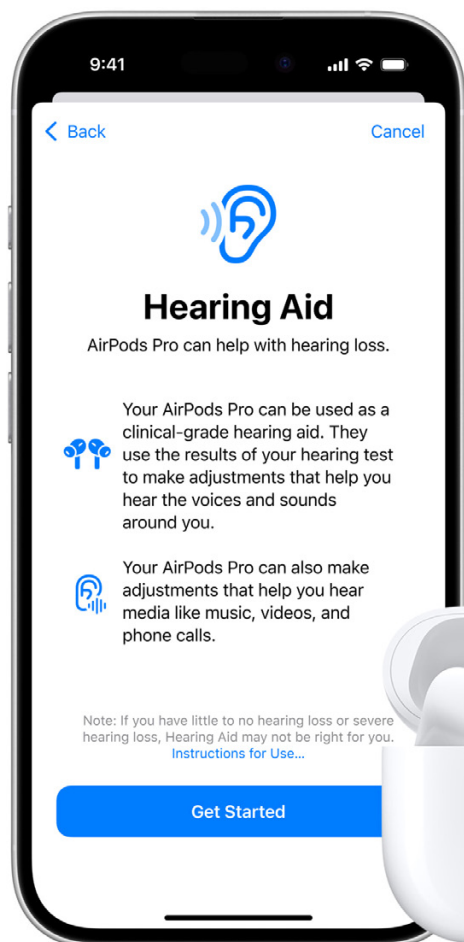 9:41
Back
Cancel
Hearing Aid
AirPods Pro can help with hearing loss.
Your AirPods Pro can be used as a
clinical-grade hearing aid. They
use the results of your hearing test
to make adjustments that help you
hear the voices and sounds
around you.
Your AirPods Pro can also make
adjustments that help you hear
media like music, videos, and
phone calls.
Note: If you have little to no hearing loss or severe
hearing loss, Hearing Aid may not be right for you.
Instructions for Use...
Get Started